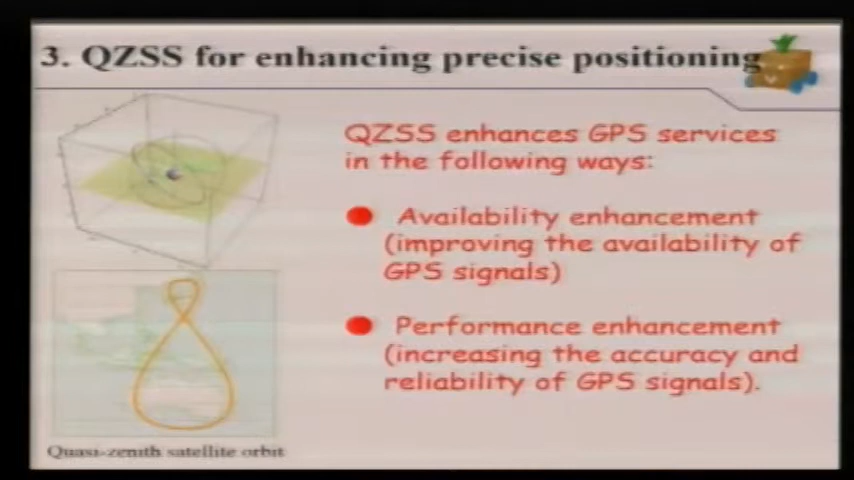 3. QZSS for enhancing precise positioning
QZSS enhances GPS services
in the following ways:
Availability enhancement
(improving the availability of
GPS signals)
Performance enhancement
(increasing the accuracy and
reliability of GPS signals).
Quasi-zenith satellite orbit